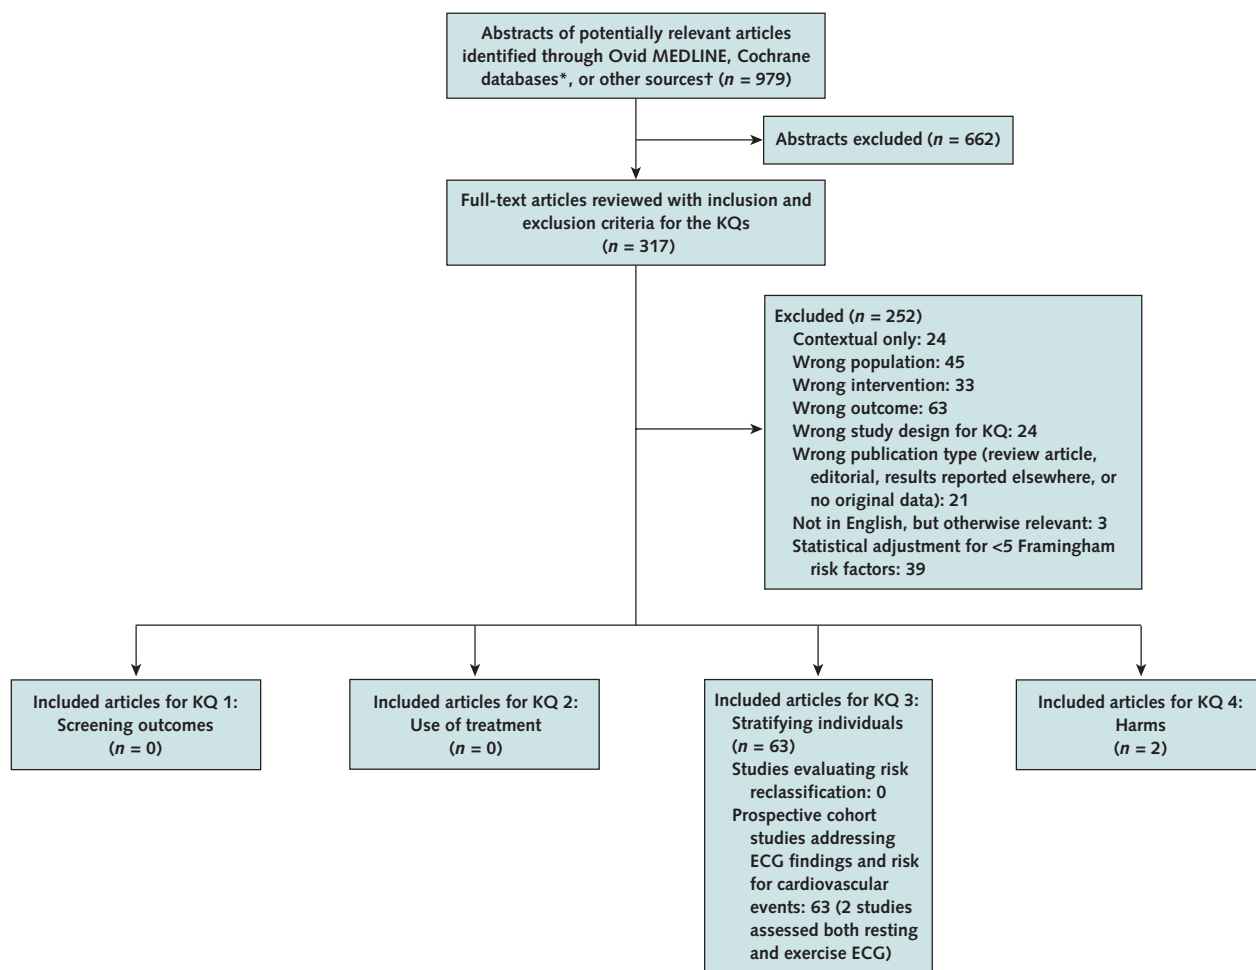 Abstracts of potentially relevant articles
identified through Ovid MEDLINE, Cochrane
databases*, or other sources† (n = 979)
Abstracts excluded (n = 662)
Full-text articles reviewed with inclusion and
exclusion criteria for the KQs
(n = 317)
Excluded (n = 252)
Contextual only: 24
Wrong population: 45
Wrong intervention: 33
Wrong outcome: 63
Wrong study design for KQ: 24
Wrong publication type (review article,
editorial, results reported elsewhere, or
no original data): 21
Not in English, but otherwise relevant: 3
Statistical adjustment for <5 Framingham
risk factors: 39
Included articles for KQ 1:
Screening outcomes
(n = 0)
Included articles for KQ 2:
Use of treatment
(n = 0)
Included articles for KQ 3:
Stratifying individuals
(n = 63)
Studies evaluating risk
reclassification: 0
Prospective cohort
studies addressing
ECG findings and risk
for cardiovascular
events: 63 (2 studies
assessed both resting
and exercise ECG)
Included articles for KQ 4:
Harms
(n = 2)